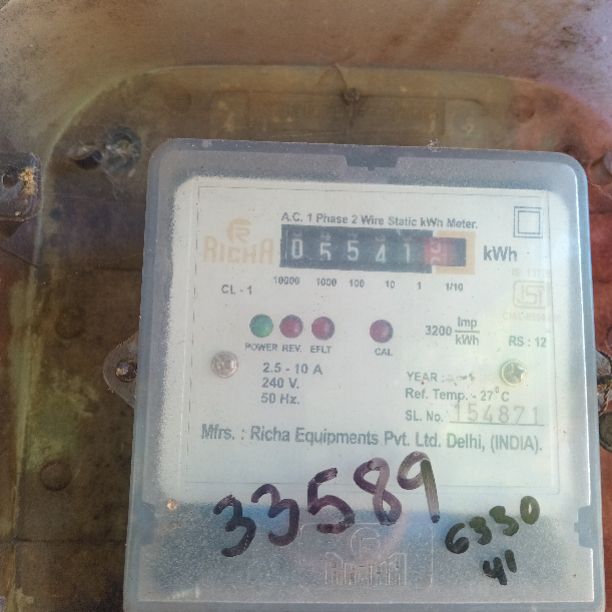 A.C. 1 Phase 2 Wire Static kWh Meter.
RICHA
0 5 5 4 1
kWh
10000 1000 100 10 1 1/10
CL - 1
POWER REV. EFLT CAL
3200 Imp/kWh
RS : 12
2.5 - 10 A
240 V.
50 Hz.
YEAR :
Ref. Temp. - 27°C
SL. No. 154871
Mfrs. : Richa Equipments Pvt. Ltd. Delhi, (INDIA).
33589
6330
41
RICHA